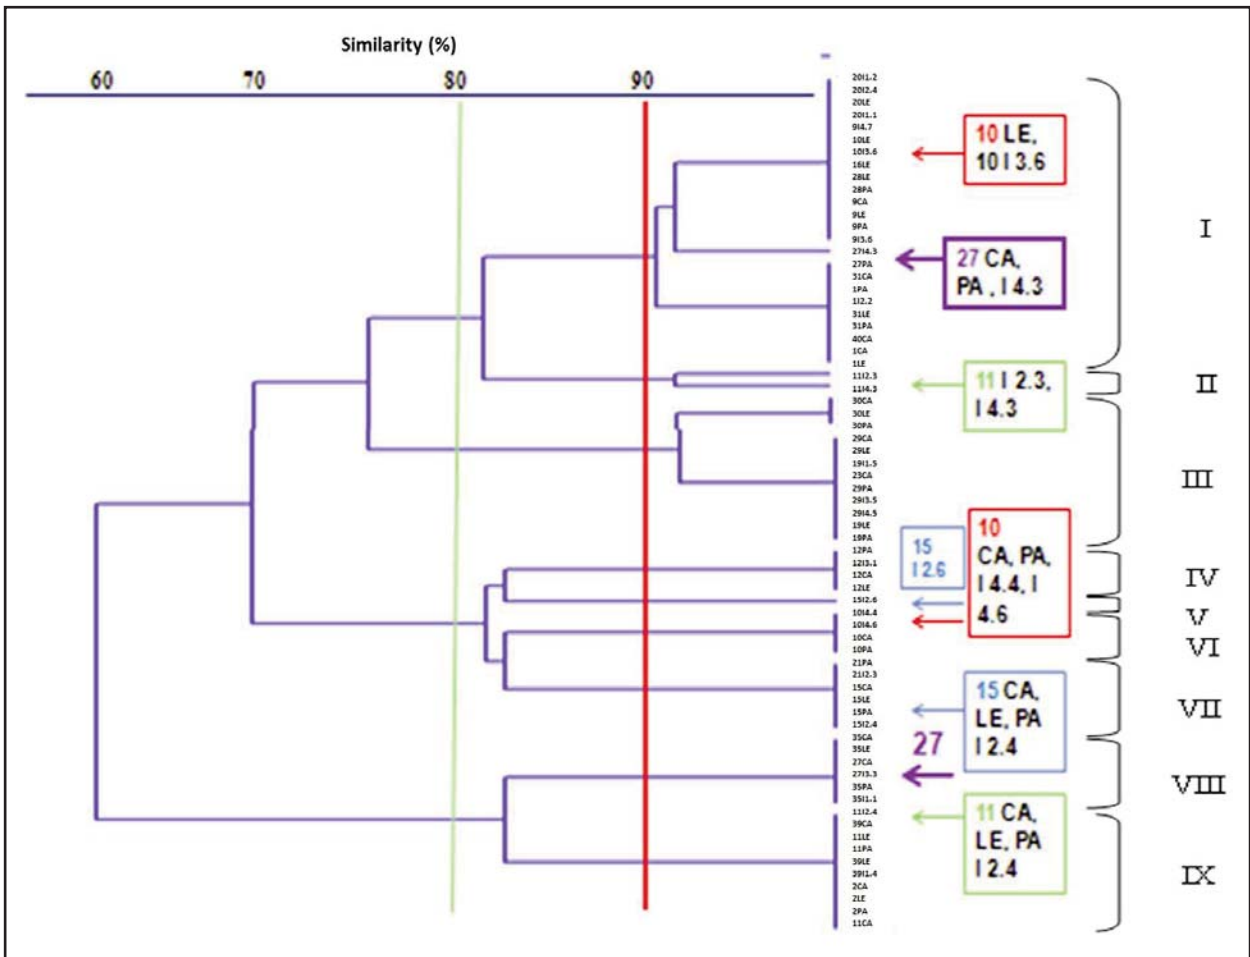 Similarity (%)
60 70 80 90
20I1.2
20I2.4
20LE
20I1.1
9I4.7
10LE
10I3.6
16LE
28LE
28PA
9CA
9LE
9PA
9I3.6
27I4.3
27PA
31CA
1PA
1I2.2
31LE
31PA
40CA
1CA
1LE
11I2.3
11I4.3
30CA
30LE
30PA
29CA
29LE
19I1.5
23CA
29PA
29I3.5
29I4.5
19LE
19PA
12PA
12I3.1
12CA
12LE
15I2.6
10I4.4
10I4.6
10CA
10PA
21PA
21I2.3
15CA
15LE
15PA
15I2.4
35CA
35LE
27CA
27I3.3
35PA
35I1.1
11I2.4
39CA
11LE
11PA
39LE
39I1.4
2CA
2LE
2PA
11CA
10 LE,
10 I 3.6
27 CA,
PA , I 4.3
11 I 2.3,
I 4.3
15
I 2.6
10
CA, PA,
I 4.4, I
4.6
15 CA,
LE, PA
I 2.4
27
11 CA,
LE, PA
I 2.4
I
II
III
IV
V
VI
VII
VIII
IX